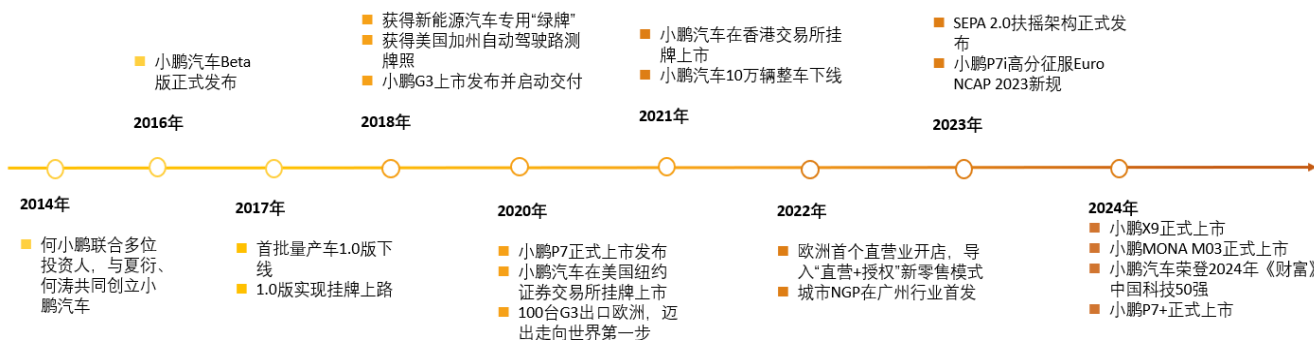 2014年
何小鹏联合多位
投资人，与夏衍、
何涛共同创立小
鹏汽车
小鹏汽车Beta
版正式发布
2016年
2017年
首批量产车1.0版下
线
1.0版实现挂牌上路
获得新能源汽车专用“绿牌”
获得美国加州自动驾驶路测
牌照
小鹏G3上市发布并启动交付
2018年
2020年
小鹏P7正式上市发布
小鹏汽车在美国纽约
证券交易所挂牌上市
100台G3出口欧洲，迈
出走向世界第一步
小鹏汽车在香港交易所挂
牌上市
小鹏汽车10万辆整车下线
2021年
2022年
欧洲首个直营业开店，导
入“直营+授权”新零售模式
城市NGP在广州行业首发
SEPA 2.0扶摇架构正式发
布
小鹏P7i高分征服Euro
NCAP 2023新规
2023年
2024年
小鹏X9正式上市
小鹏MONA M03正式上市
小鹏汽车荣登2024年《财富》
中国科技50强
小鹏P7+正式上市